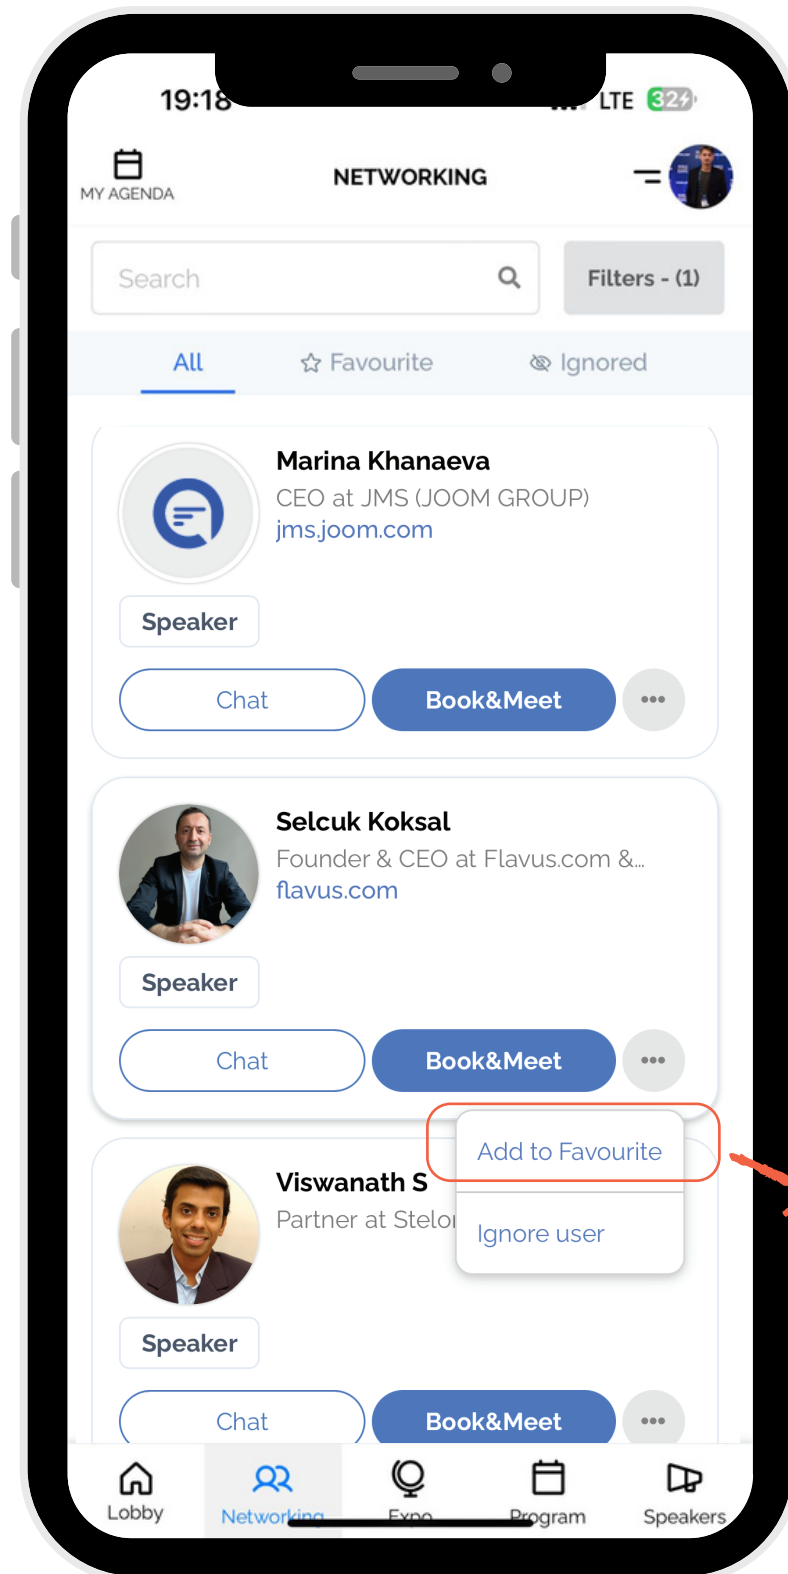 19:18
LTE 32
MY AGENDA
NETWORKING
Search
Filters - (1)
All
Favourite
Ignored
Marina Khanaeva
CEO at JMS (JOOM GROUP)
jms.joom.com
Speaker
Chat
Book&Meet
Selcuk Koksal
Founder & CEO at Flavus.com &...
flavus.com
Speaker
Chat
Book&Meet
Add to Favourite
Ignore user
Viswanath S
Partner at
Speaker
Chat
Book&Meet
Lobby
Networking
Expo
Program
Speakers